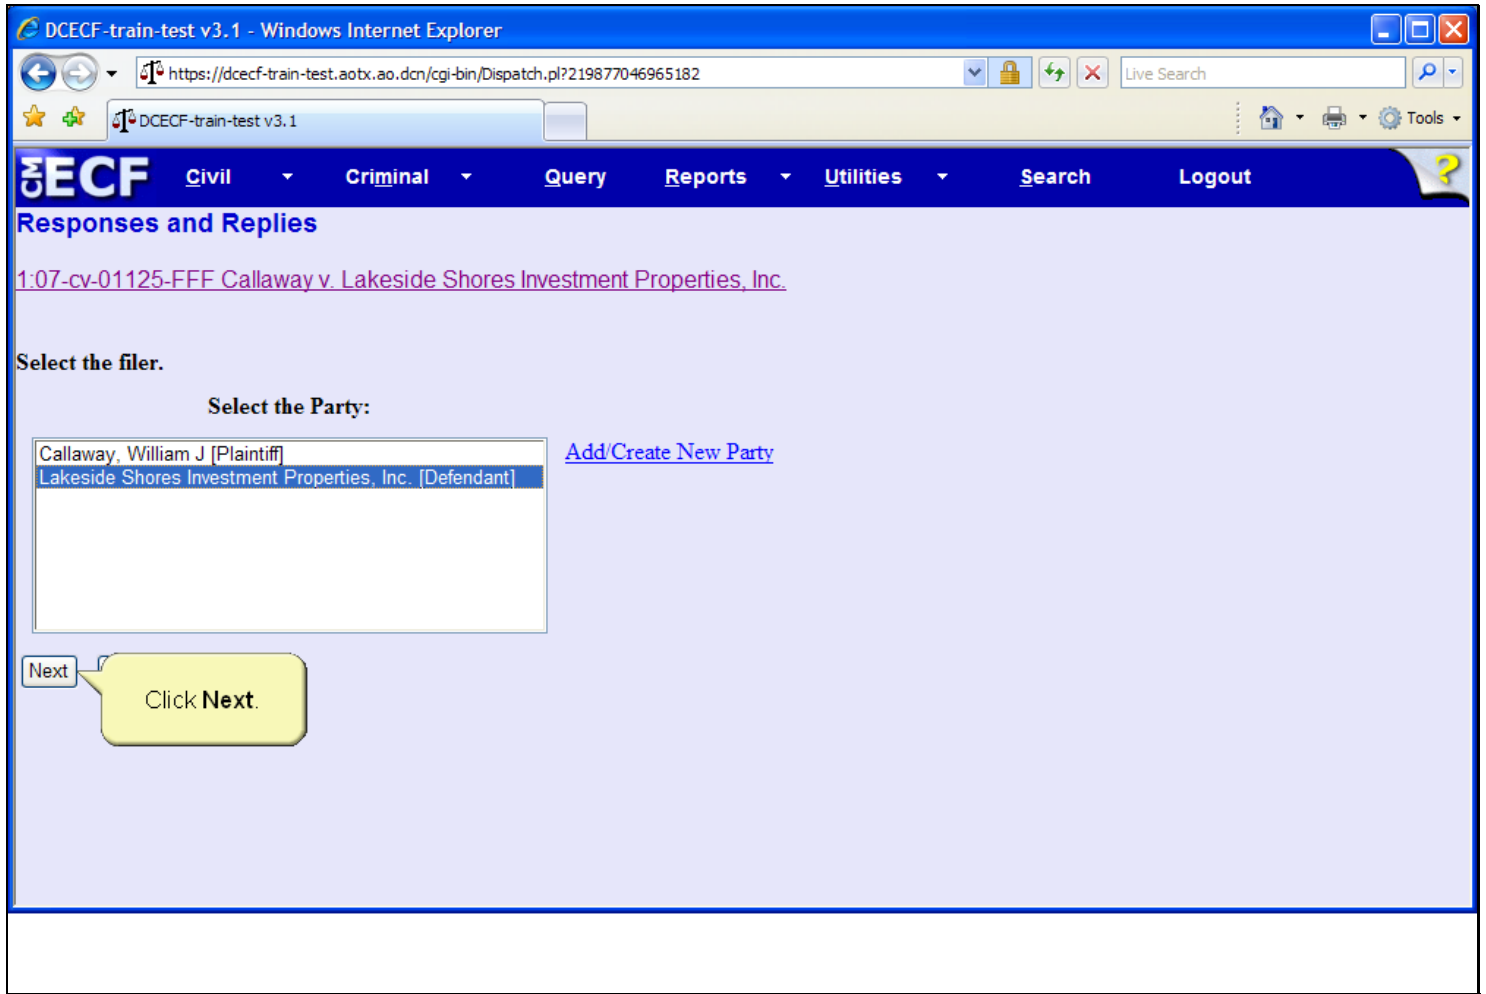 DCECF-train-test v3.1 - Windows Internet Explorer
https://dcecf-train-test.aotx.ao.dcn/cgi-bin/Dispatch.pl?219877046965182
Live Search
DCECF-train-test v3.1
Tools
CM ECF Civil Criminal Query Reports Utilities Search Logout ?
Responses and Replies
1:07-cv-01125-FFF Callaway v. Lakeside Shores Investment Properties, Inc.
Select the filer.
Select the Party:
Callaway, William J [Plaintiff]
Lakeside Shores Investment Properties, Inc. [Defendant]
Add/Create New Party
Next
Click Next.